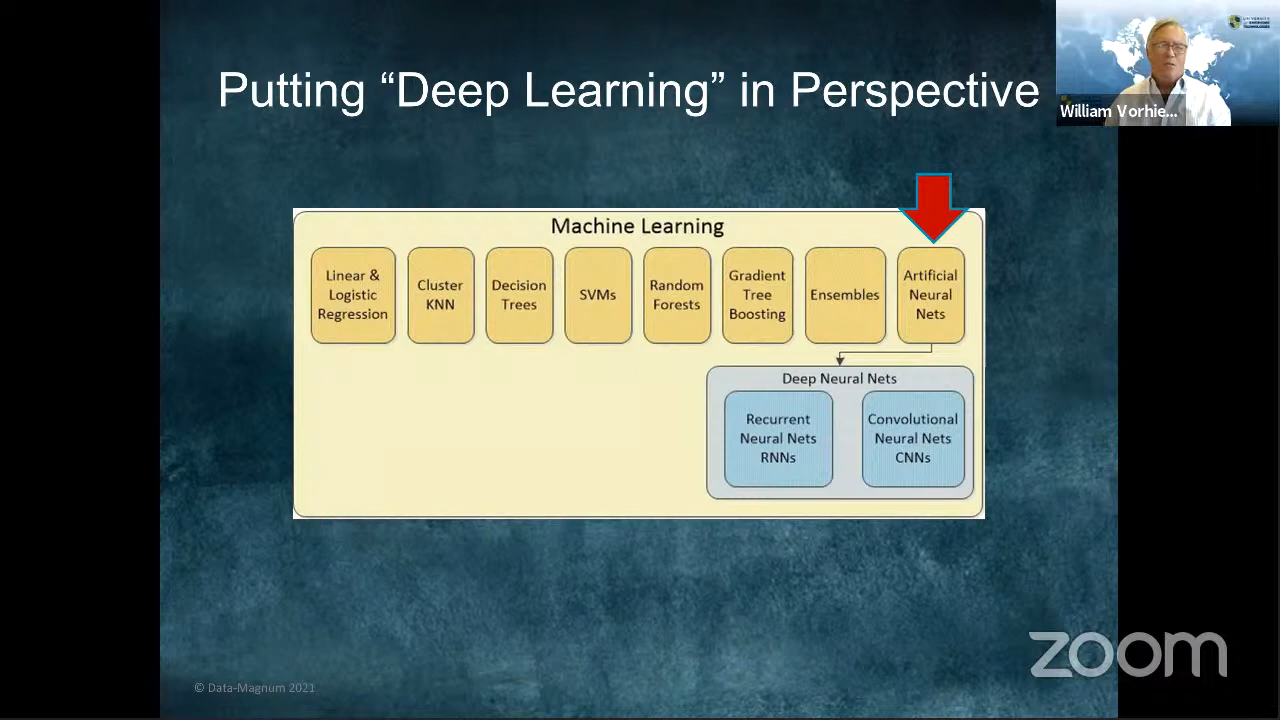 Putting “Deep Learning” in Perspective
William Vorhie...
Machine Learning
Linear &
Logistic
Regression
Cluster
KNN
Decision
Trees
SVMs
Random
Forests
Gradient
Tree
Boosting
Ensembles
Artificial
Neural
Nets
Deep Neural Nets
Recurrent
Neural Nets
RNNs
Convolutional
Neural Nets
CNNs
zoom
© Data-Magnum 2021